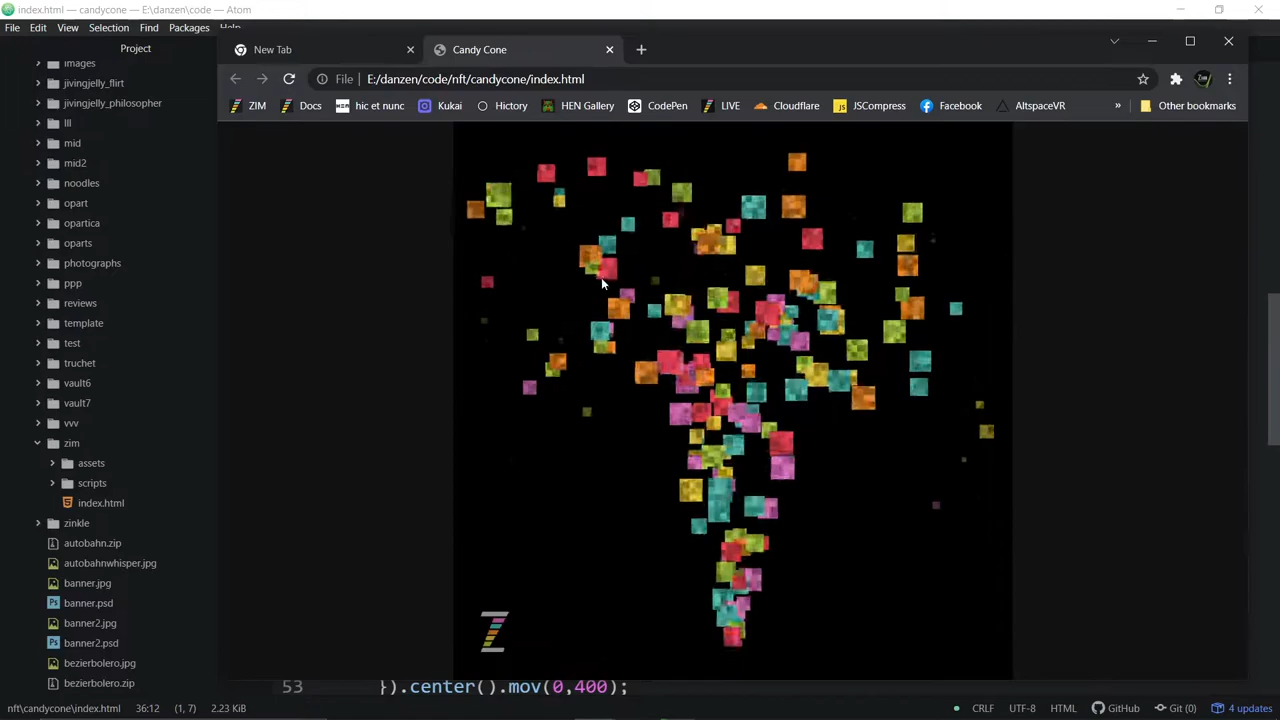 index.html — candycone — E:\danzen\code — Atom
File Edit View Selection Find Packages Help
Project
images
jivingjelly_flirt
jivingjelly_philosopher
lll
mid
mid2
noodles
opart
opartica
oparts
photographs
ppp
reviews
template
test
truchet
vault6
vault7
vvv
zim
assets
scripts
index.html
zinkle
autobahn.zip
autobahnwhisper.jpg
banner.jpg
banner.psd
banner2.jpg
banner2.psd
bezierbolero.jpg
bezierbolero.zip
New Tab
Candy Cone
File E:/danzen/code/nft/candycone/index.html
ZIM Docs hic et nunc Kukai Hictory HEN Gallery CodePen LIVE Cloudflare JSCompress Facebook AltspaceVR » Other bookmarks
Z
53 }).center().mov(0,400);
nft\candycone\index.html 36:12 (1, 7) 2.23 KiB CRLF UTF-8 HTML GitHub Git (0) 4 updates